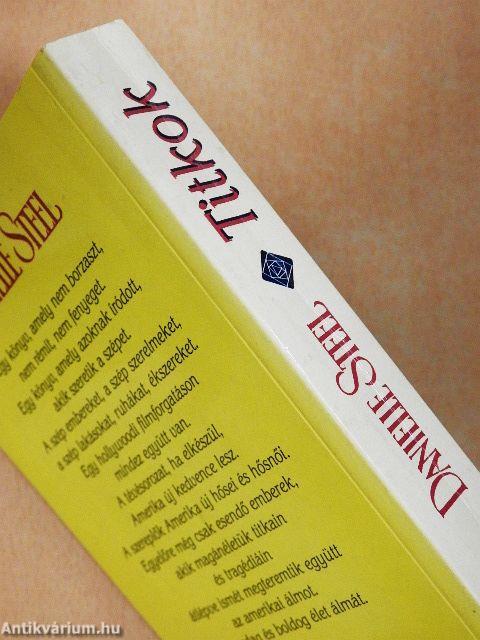 Titkok
DANIELLE STEEL
STEEL
Egy könyv, amely nem borzaszt,
nem rémít, nem fenyeget.
Egy könyv, amely azoknak íródott,
akik szeretik a szépet.
A szép embereket, a szép szerelmeket,
a szép lakásokat, ruhákat, ékszereket.
Egy hollywoodi filmforgatáson
mindez együtt van.
A tévésorozat, ha elkészül,
Amerika új kedvence lesz.
A szereplők Amerika új hősei és hősnői.
Egyelőre még csak esendő emberek,
akik magánéletük titkain
és tragédiáin
átlépve ismét megteremtik együtt
az amerikai álmot.
és boldog élet álmát.
Antikvárium.hu